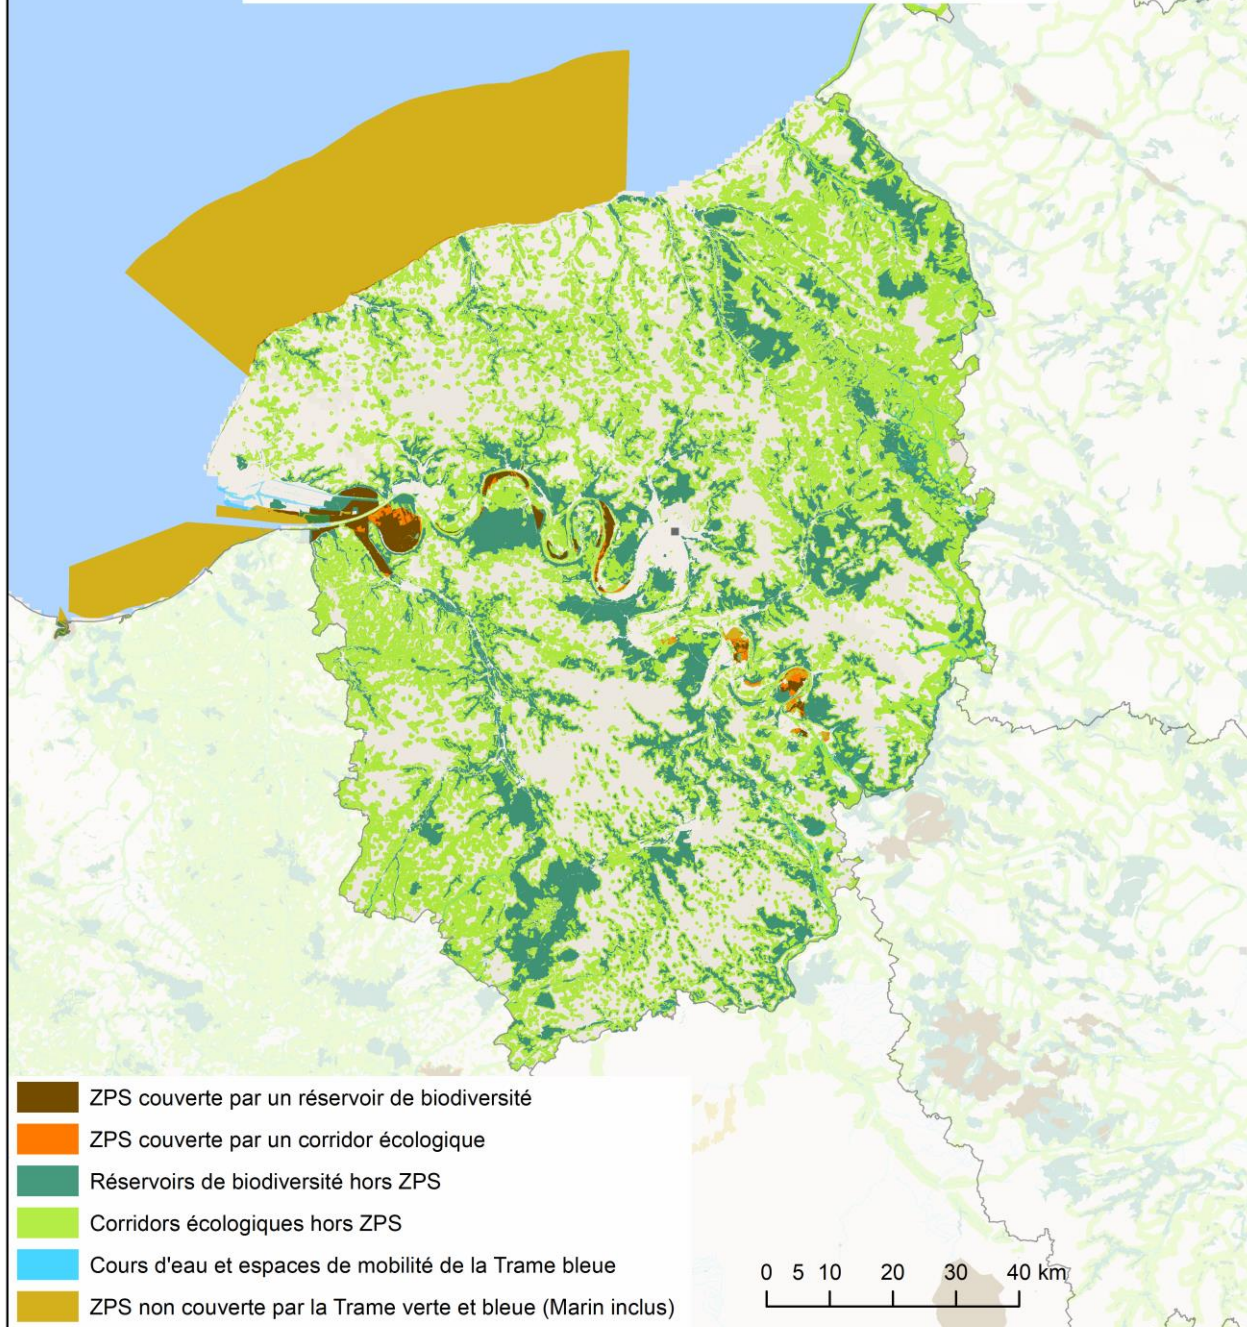 ZPS couverte par un réservoir de biodiversité
ZPS couverte par un corridor écologique
Réservoirs de biodiversité hors ZPS
Corridors écologiques hors ZPS
Cours d'eau et espaces de mobilité de la Trame bleue
ZPS non couverte par la Trame verte et bleue (Marin inclus)
0 5 10 20 30 40 km